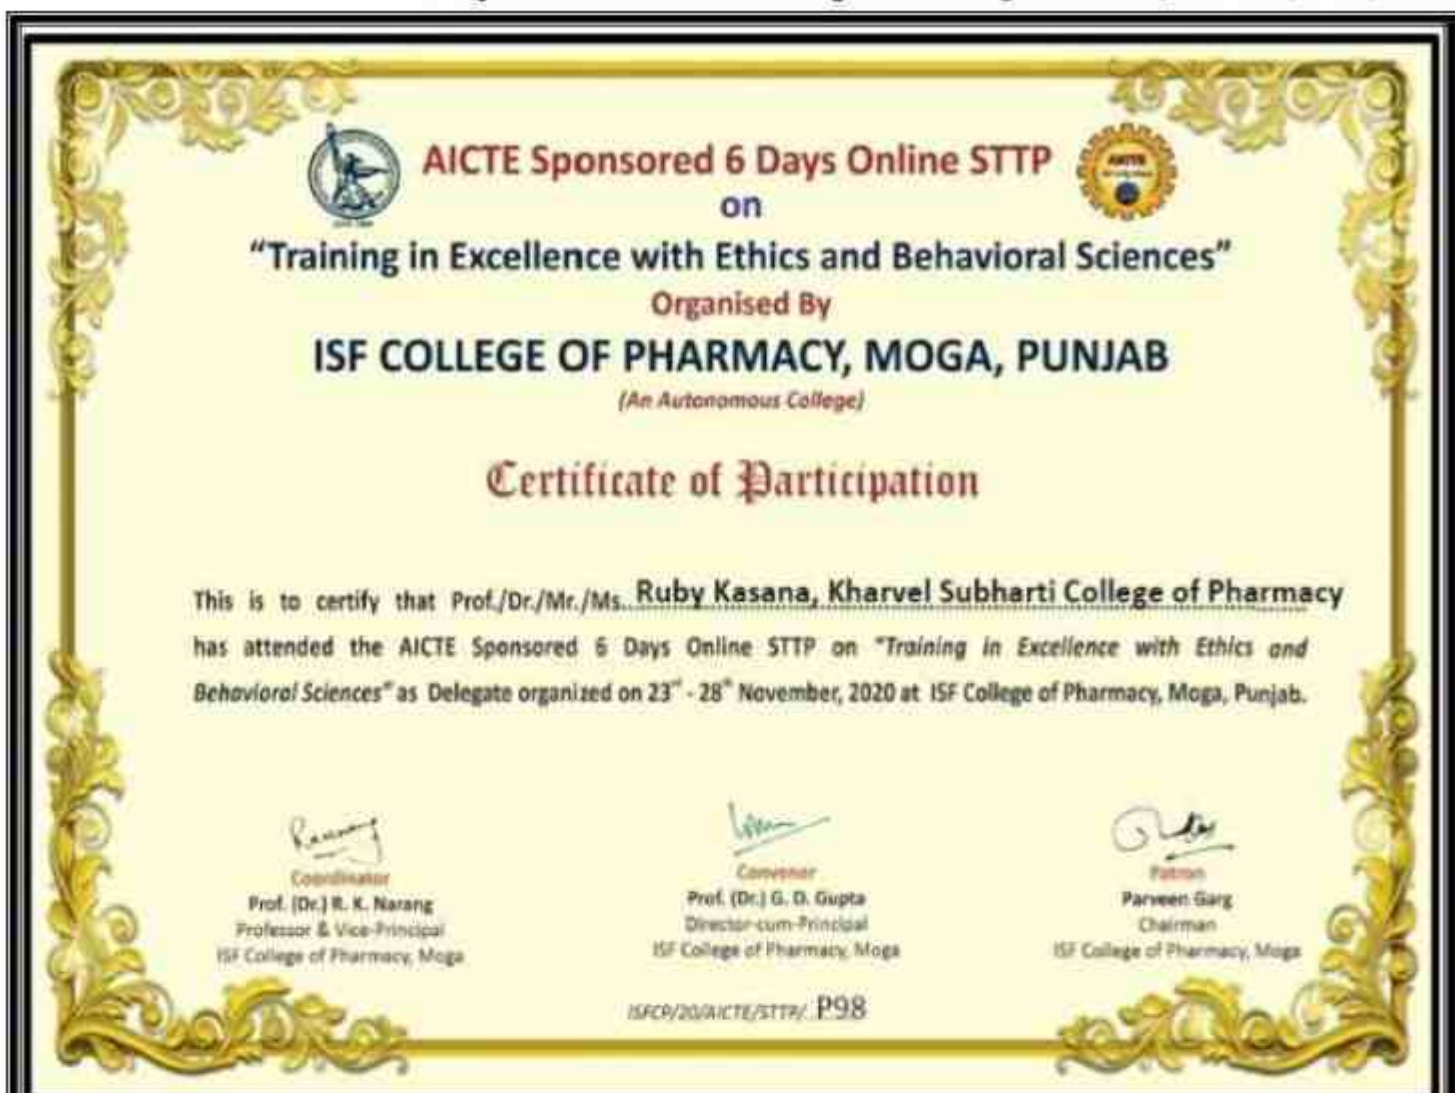 AICTE Sponsored 6 Days Online STTP
on
“Training in Excellence with Ethics and Behavioral Sciences”
Organised By
ISF COLLEGE OF PHARMACY, MOGA, PUNJAB
(An Autonomous College)
Certificate of Participation
This is to certify that Prof./Dr./Mr./Ms. Ruby Kasana, Kharvel Subharti College of Pharmacy
has attended the AICTE Sponsored 6 Days Online STTP on “Training in Excellence with Ethics and
Behavioral Sciences” as Delegate organized on 23rd - 28th November, 2020 at ISF College of Pharmacy, Moga, Punjab.
Coordinator
Prof. (Dr.) R. K. Narang
Professor & Vice-Principal
ISF College of Pharmacy, Moga
Convenor
Prof. (Dr.) G. D. Gupta
Director-cum-Principal
ISF College of Pharmacy, Moga
Patron
Parveen Garg
Chairman
ISF College of Pharmacy, Moga
ISFCP/20/AICTE/STTP/ P98